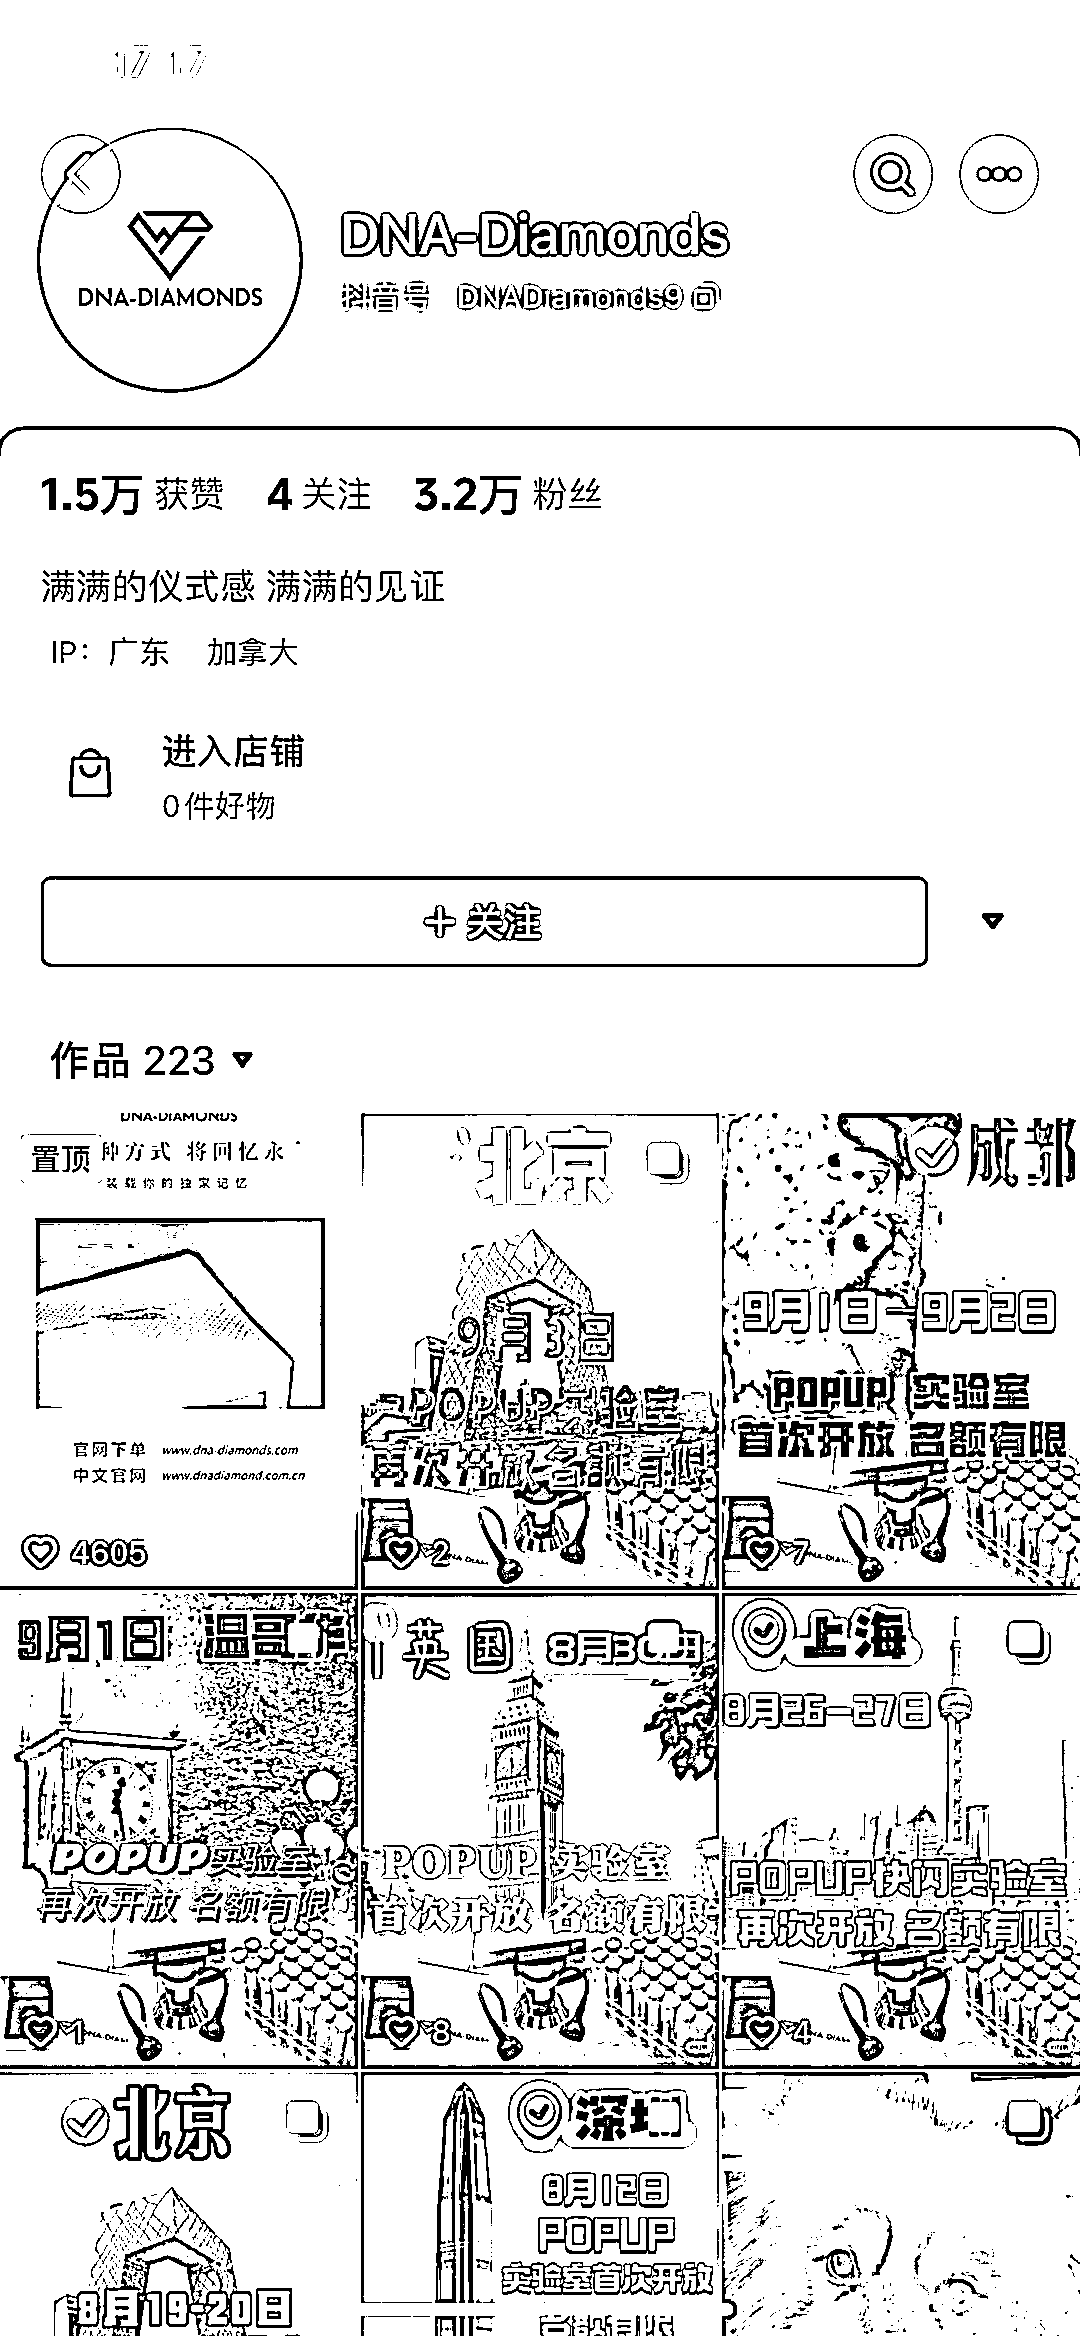 17 17
DNA-DIAMONDS
DNA-Diamonds
抖音号 DNADiamonds9
1.5万 获赞 4 关注 3.2万 粉丝
满满的仪式感 满满的见证
IP：广东 加拿大
进入店铺
0件好物
+ 关注
作品 223
DNA-DIAMONDS
置顶
种方式 将回忆永
装载你的独家记忆
官网下单 www.dna-diamonds.com
中文官网 www.dnadiamond.com.cn
4605
北京
9月3日
POPUP实验室
再次开放 名额有限
2
成都
9月1日—9月2日
POPUP 实验室
首次开放 名额有限
7
9月1日 温哥
POPUP实验室
再次开放 名额有限
1
英国 8月30日
POPUP 实验室
首次开放 名额有限
8
上海
8月26—27日
POPUP快闪实验室
再次开放 名额有限
4
北京
8月19-20日
深圳
8月12日
POPUP
实验室首次开放